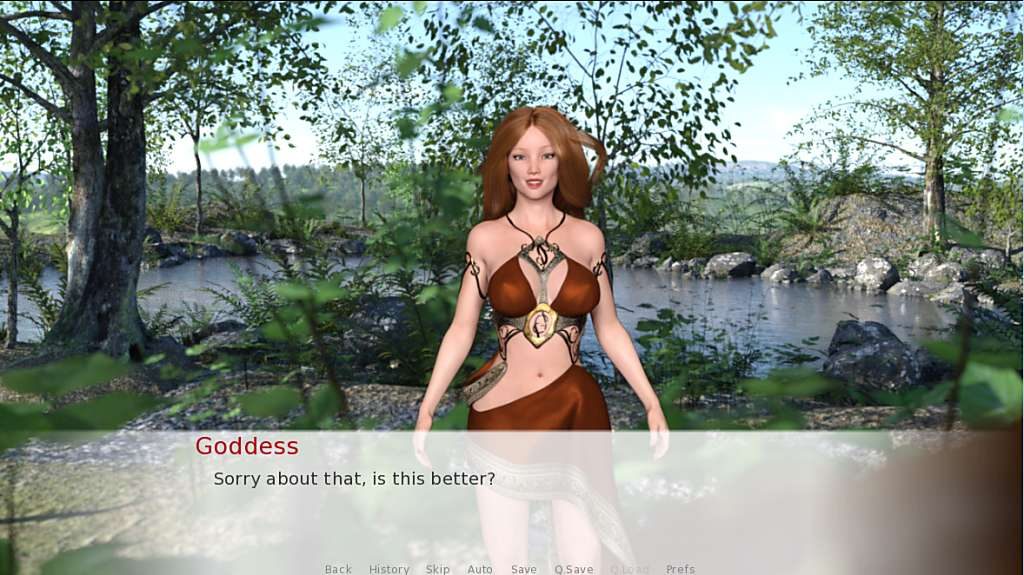 Goddess
Sorry about that, is this better?
Back History Skip Auto Save Q.Save Q.Load Prefs